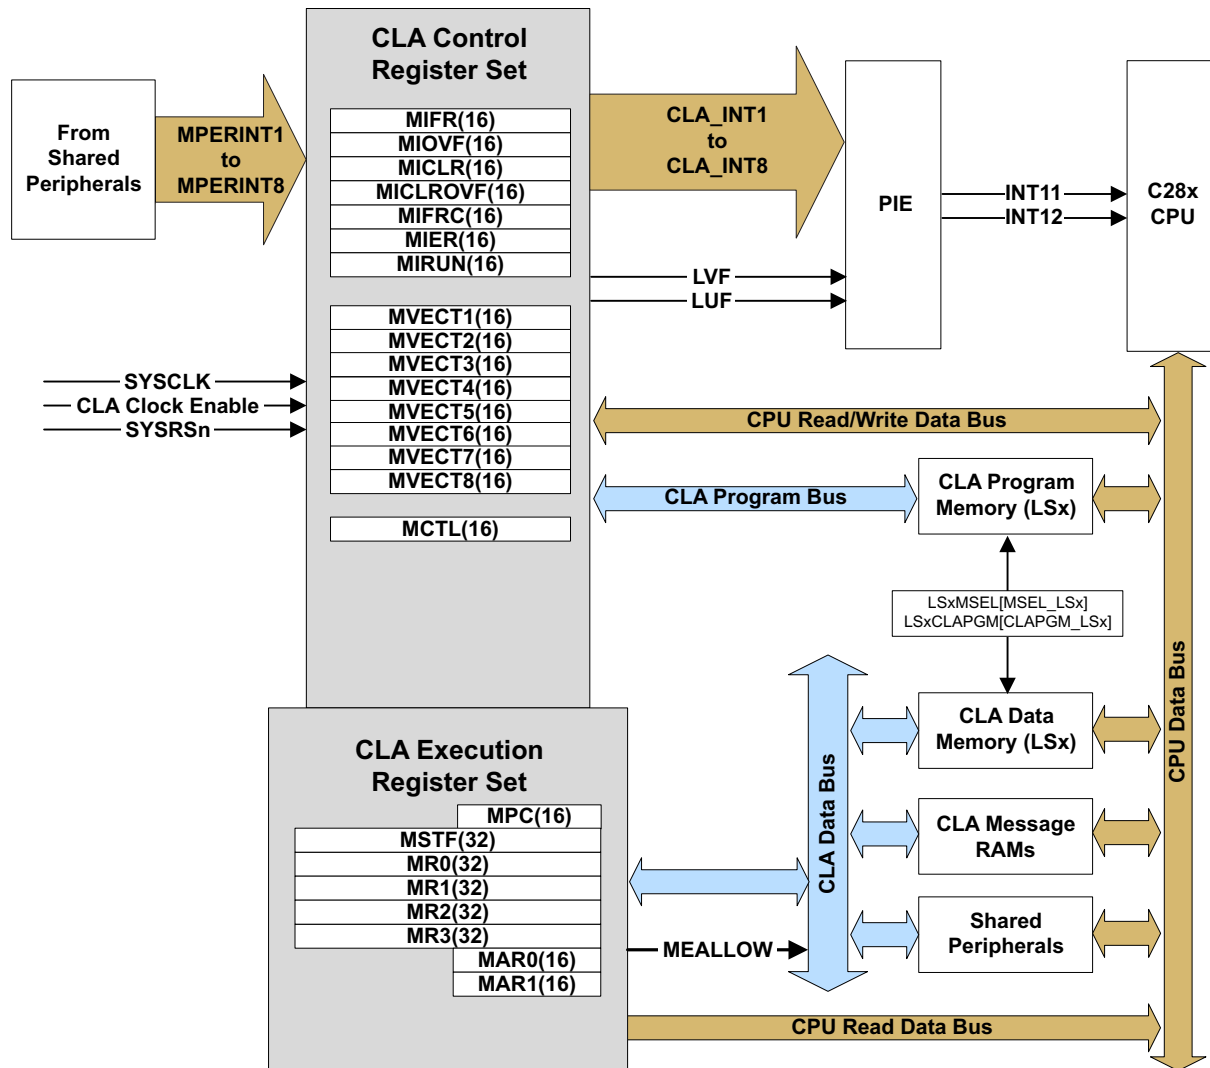 CLA Control
Register Set
From
Shared
Peripherals
MPERINT1
to
MPERINT8
MIFR(16)
MIOVF(16)
MICLR(16)
MICLROVF(16)
MIFRC(16)
MIER(16)
MIRUN(16)
CLA_INT1
to
CLA_INT8
LVF
LUF
PIE
INT11
INT12
C28x
CPU
MVECT1(16)
MVECT2(16)
MVECT3(16)
MVECT4(16)
MVECT5(16)
MVECT6(16)
MVECT7(16)
MVECT8(16)
SYSCLK
CLA Clock Enable
SYSRSn
MCTL(16)
CPU Read/Write Data Bus
CLA Program Bus
CLA Program
Memory (LSx)
LSxMSEL[MSEL_LSx]
LSxCLAPGM[CLAPGM_LSx]
CPU Data Bus
CLA Data Bus
CLA Data
Memory (LSx)
CLA Message
RAMs
Shared
Peripherals
CLA Execution
Register Set
MPC(16)
MSTF(32)
MR0(32)
MR1(32)
MR2(32)
MR3(32)
MAR0(16)
MAR1(16)
MEALLOW
CPU Read Data Bus